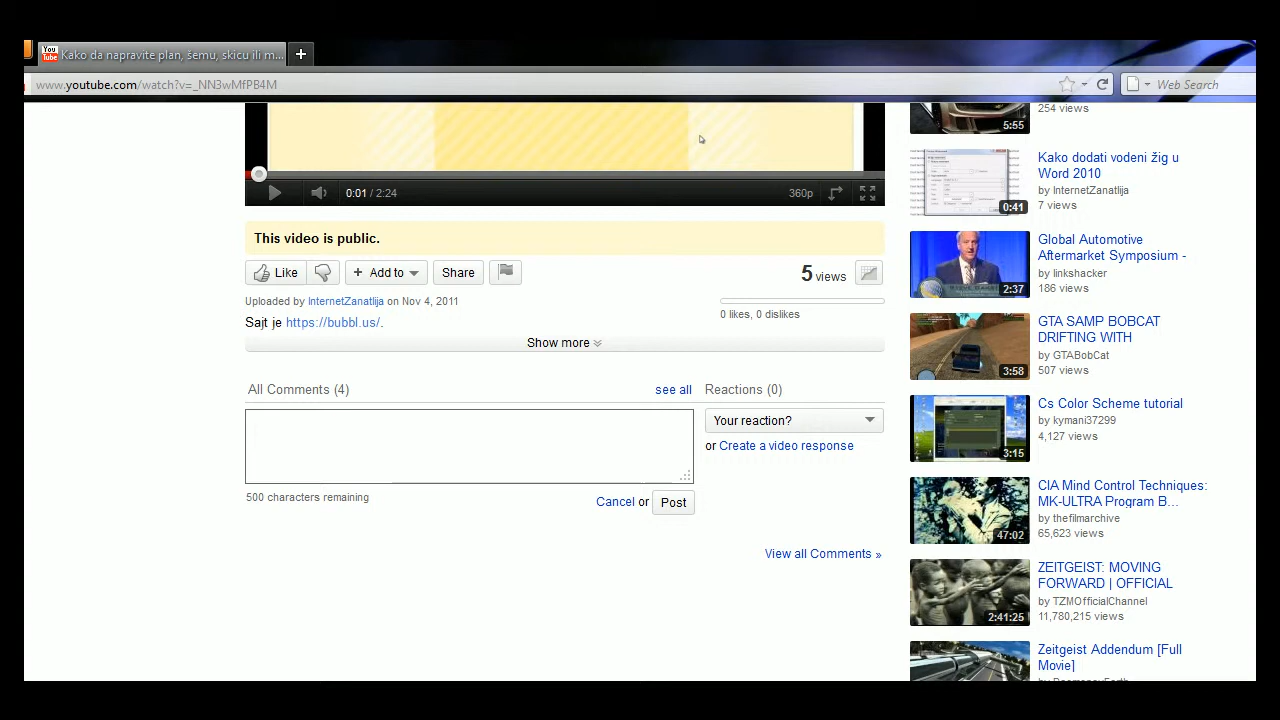 You Tube
Kako da napravite plan, šemu, skicu ili m...
+
www.youtube.com/watch?v=_NN3wMfPB4M
Web Search
0:01 / 2:24
360p
This video is public.
Like
+ Add to
Share
5 views
Uploaded by InternetZanatlija on Nov 4, 2011
0 likes, 0 dislikes
Sajt je https://bubbl.us/.
Show more
All Comments (4)
see all
500 characters remaining
Cancel or Post
View all Comments »
Reactions (0)
Your reaction?
or Create a video response
5:55
254 views
0:41
Kako dodati vodeni žig u
Word 2010
by InternetZanatlija
7 views
2:37
Global Automotive
Aftermarket Symposium -
by linkshacker
186 views
3:58
GTA SAMP BOBCAT
DRIFTING WITH
by GTABobCat
507 views
3:15
Cs Color Scheme tutorial
by kymani37299
4,127 views
47:02
CIA Mind Control Techniques:
MK-ULTRA Program B...
by thefilmarchive
65,623 views
2:41:25
ZEITGEIST: MOVING
FORWARD | OFFICIAL
by TZMOfficialChannel
11,780,215 views
Zeitgeist Addendum [Full
Movie]